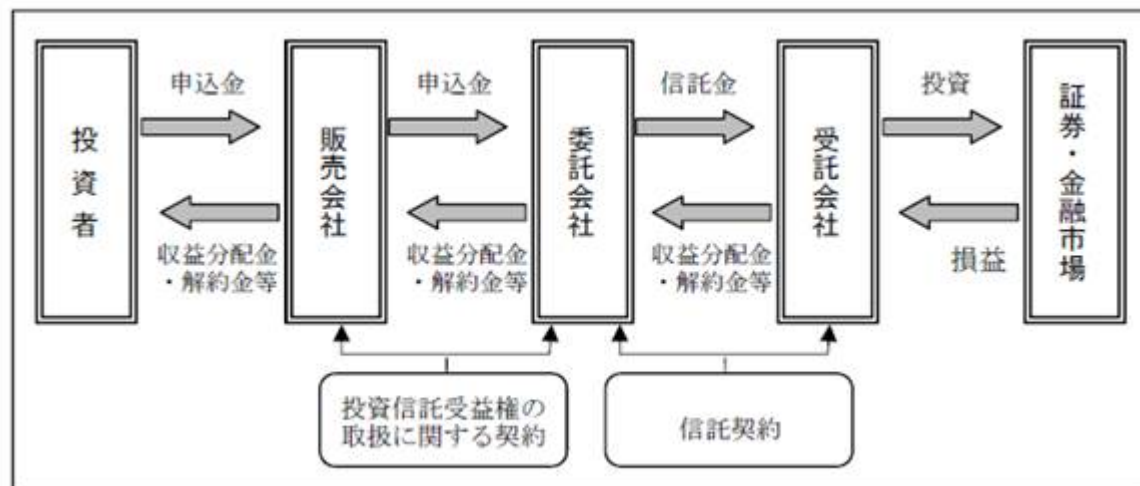 申込金
申込金
信託金
投資
投資者
販売会社
委託会社
受託会社
証券・金融市場
収益分配金
・解約金等
収益分配金
・解約金等
収益分配金
・解約金等
損益
投資信託受益権の
取扱に関する契約
信託契約